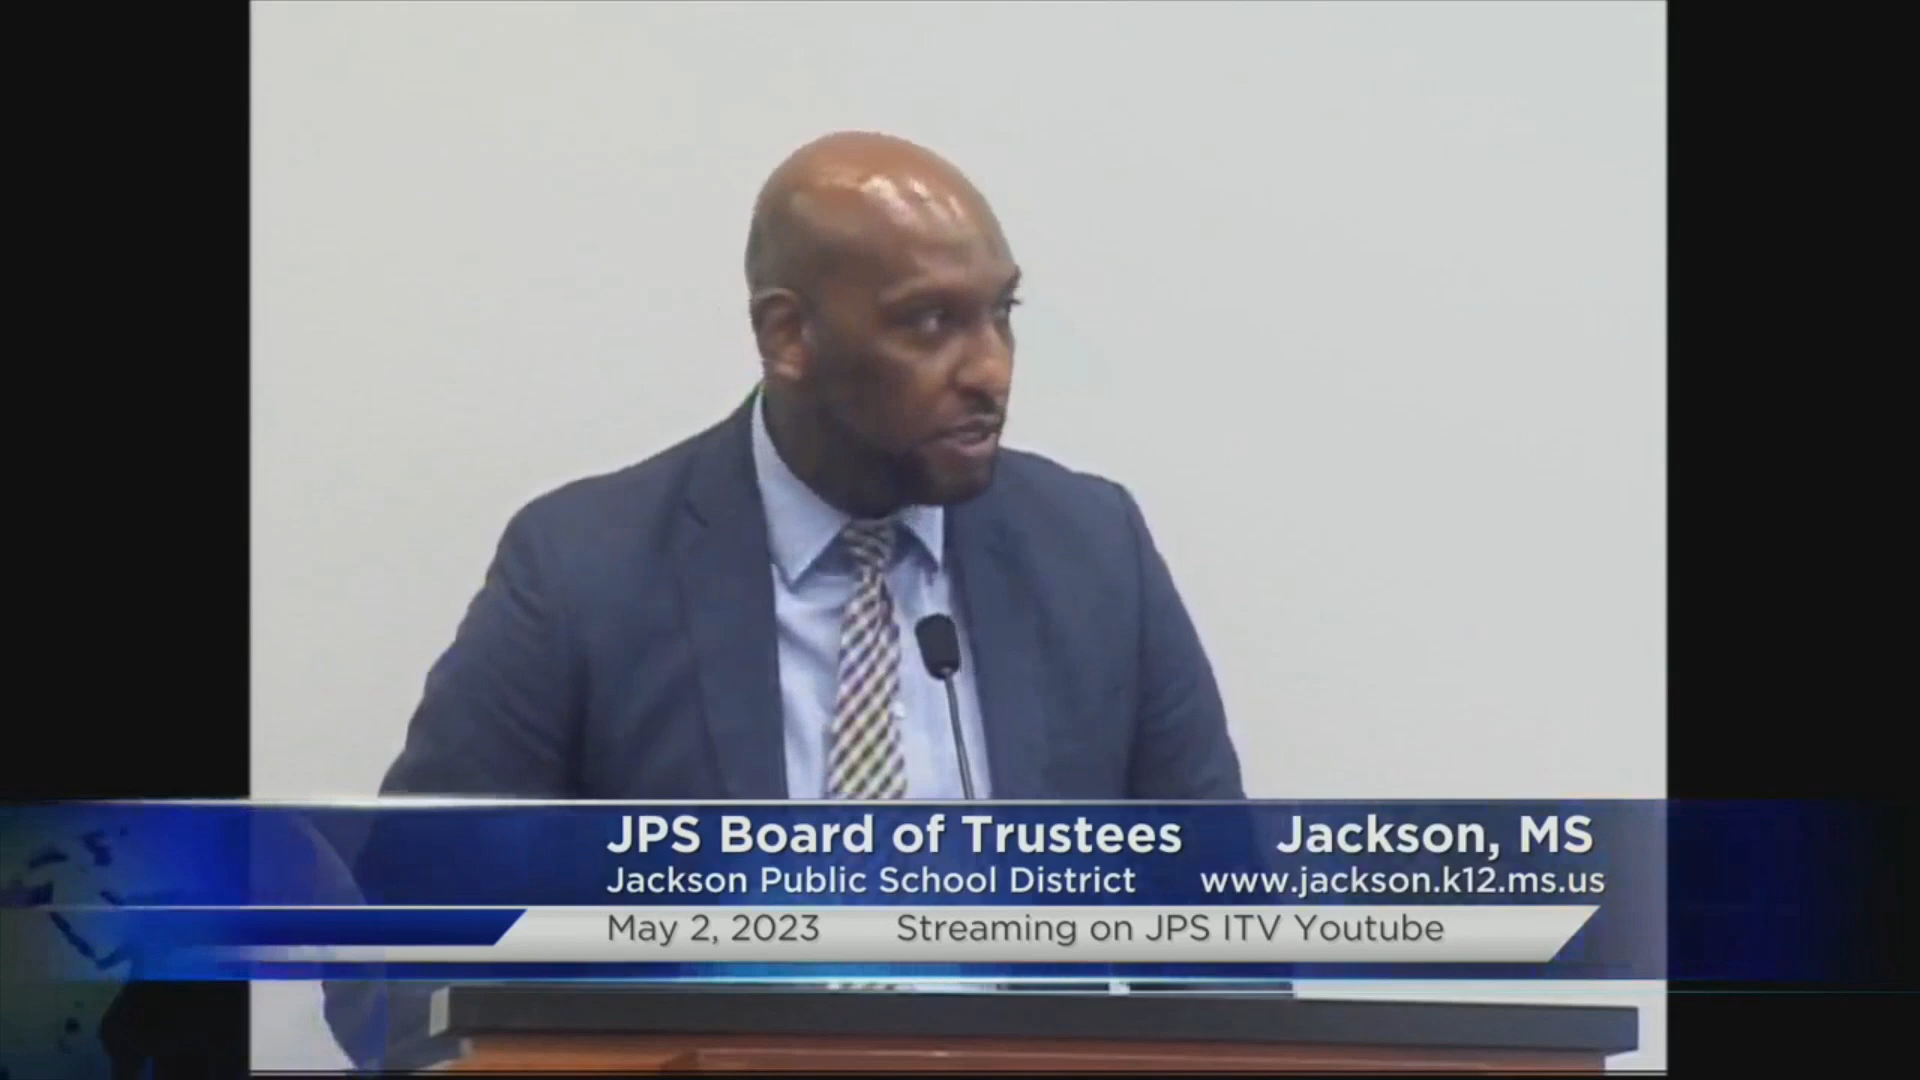 JPS Board of Trustees Jackson, MS
Jackson Public School District www.jackson.k12.ms.us
May 2, 2023 Streaming on JPS ITV Youtube